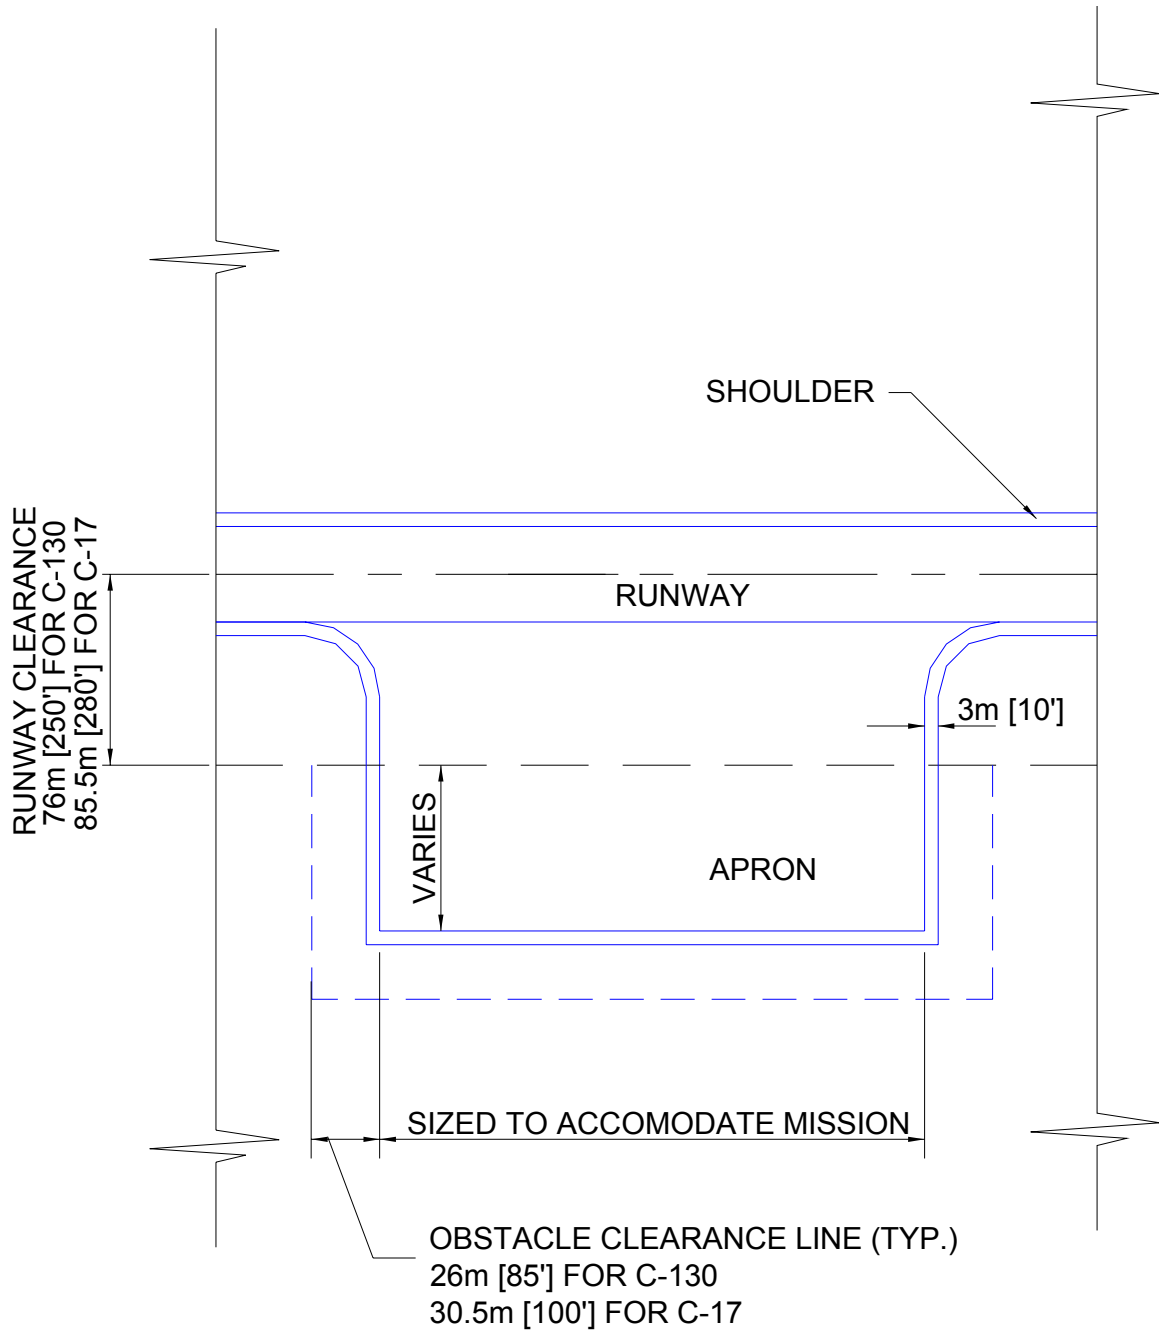 SHOULDER
RUNWAY CLEARANCE
76m [250'] FOR C-130
85.5m [280'] FOR C-17
RUNWAY
3m [10']
VARIES
APRON
SIZED TO ACCOMODATE MISSION
OBSTACLE CLEARANCE LINE (TYP.)
26m [85'] FOR C-130
30.5m [100'] FOR C-17